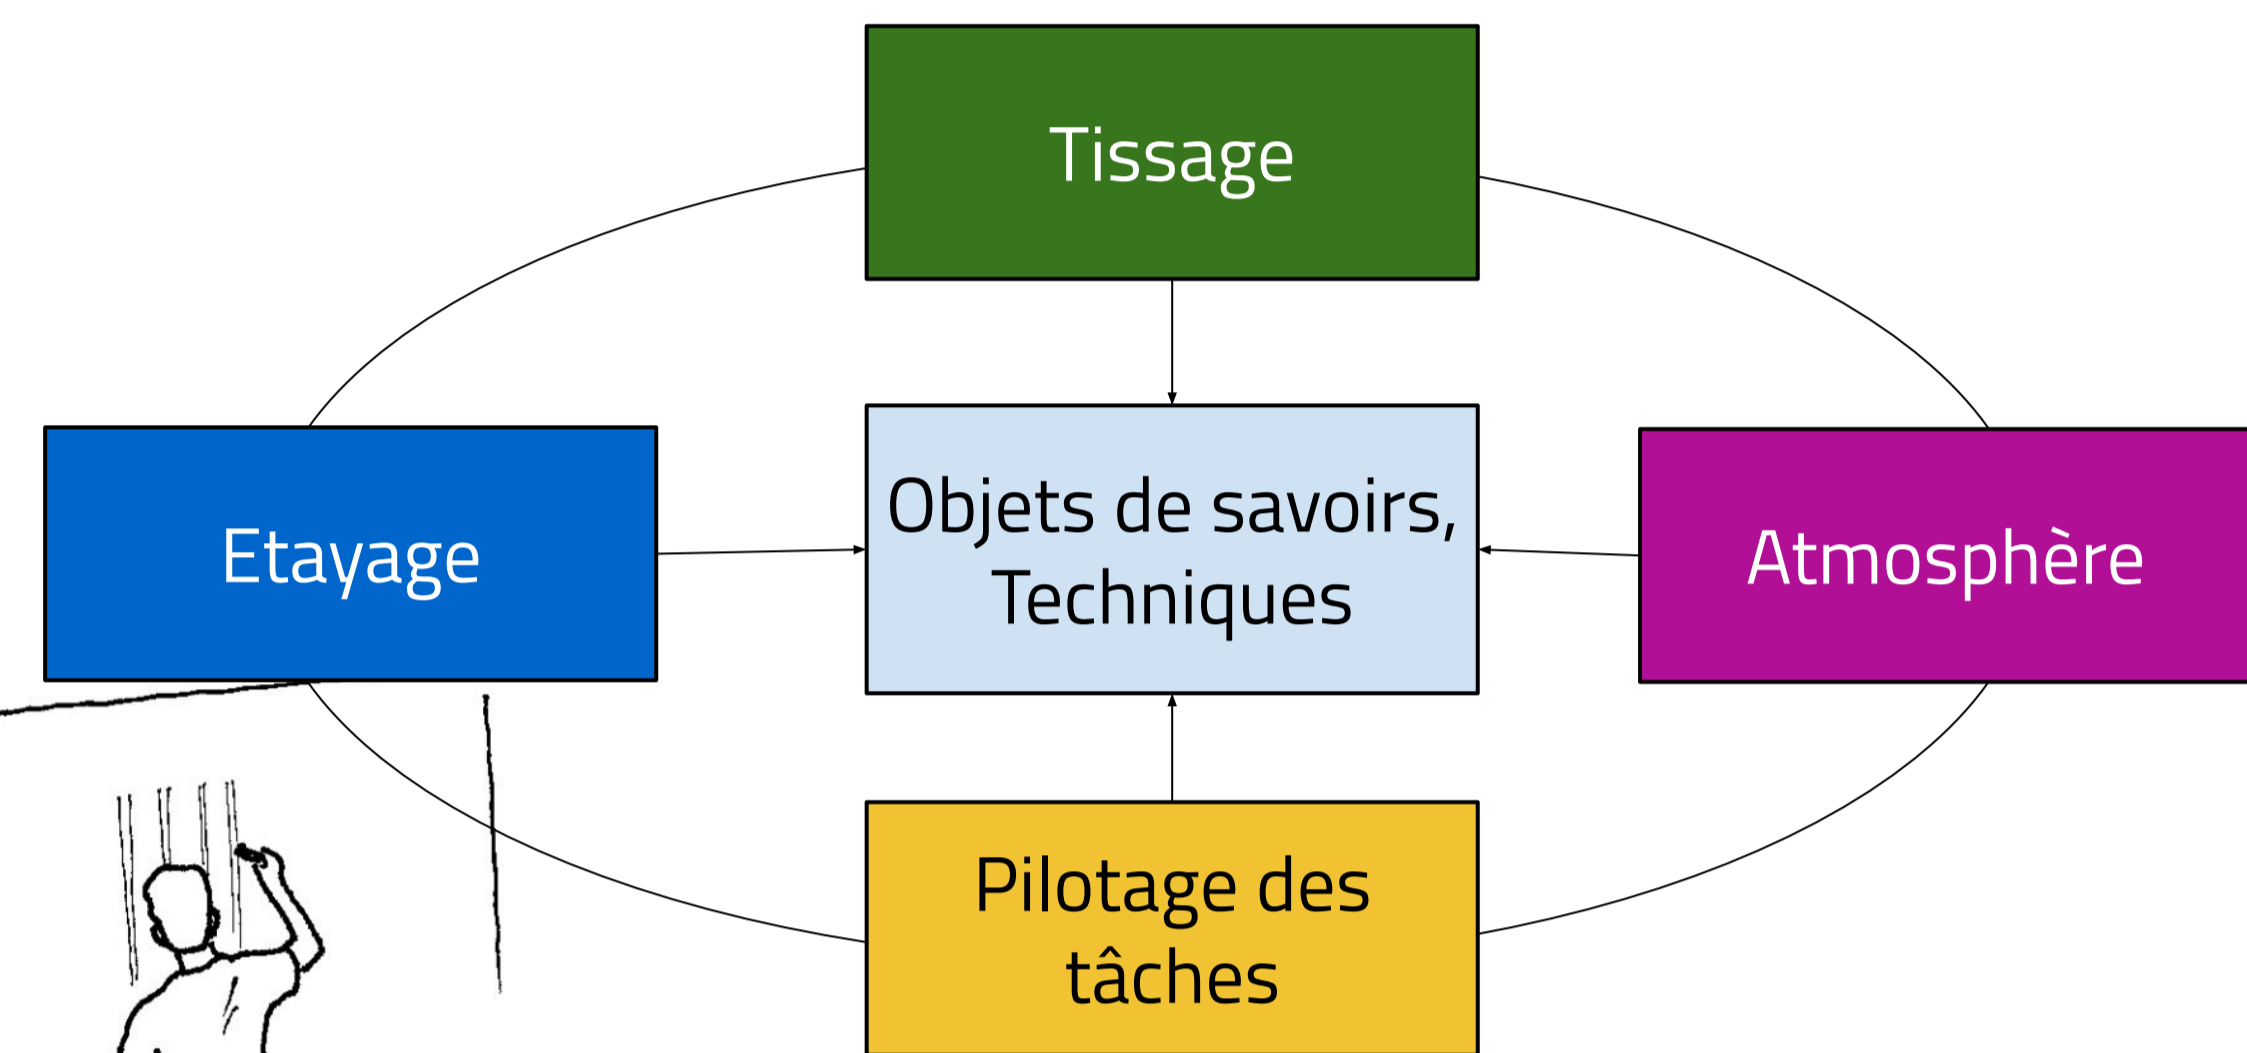 Tissage
Etayage
Objets de savoirs,
Techniques
Atmosphère
Pilotage des
tâches